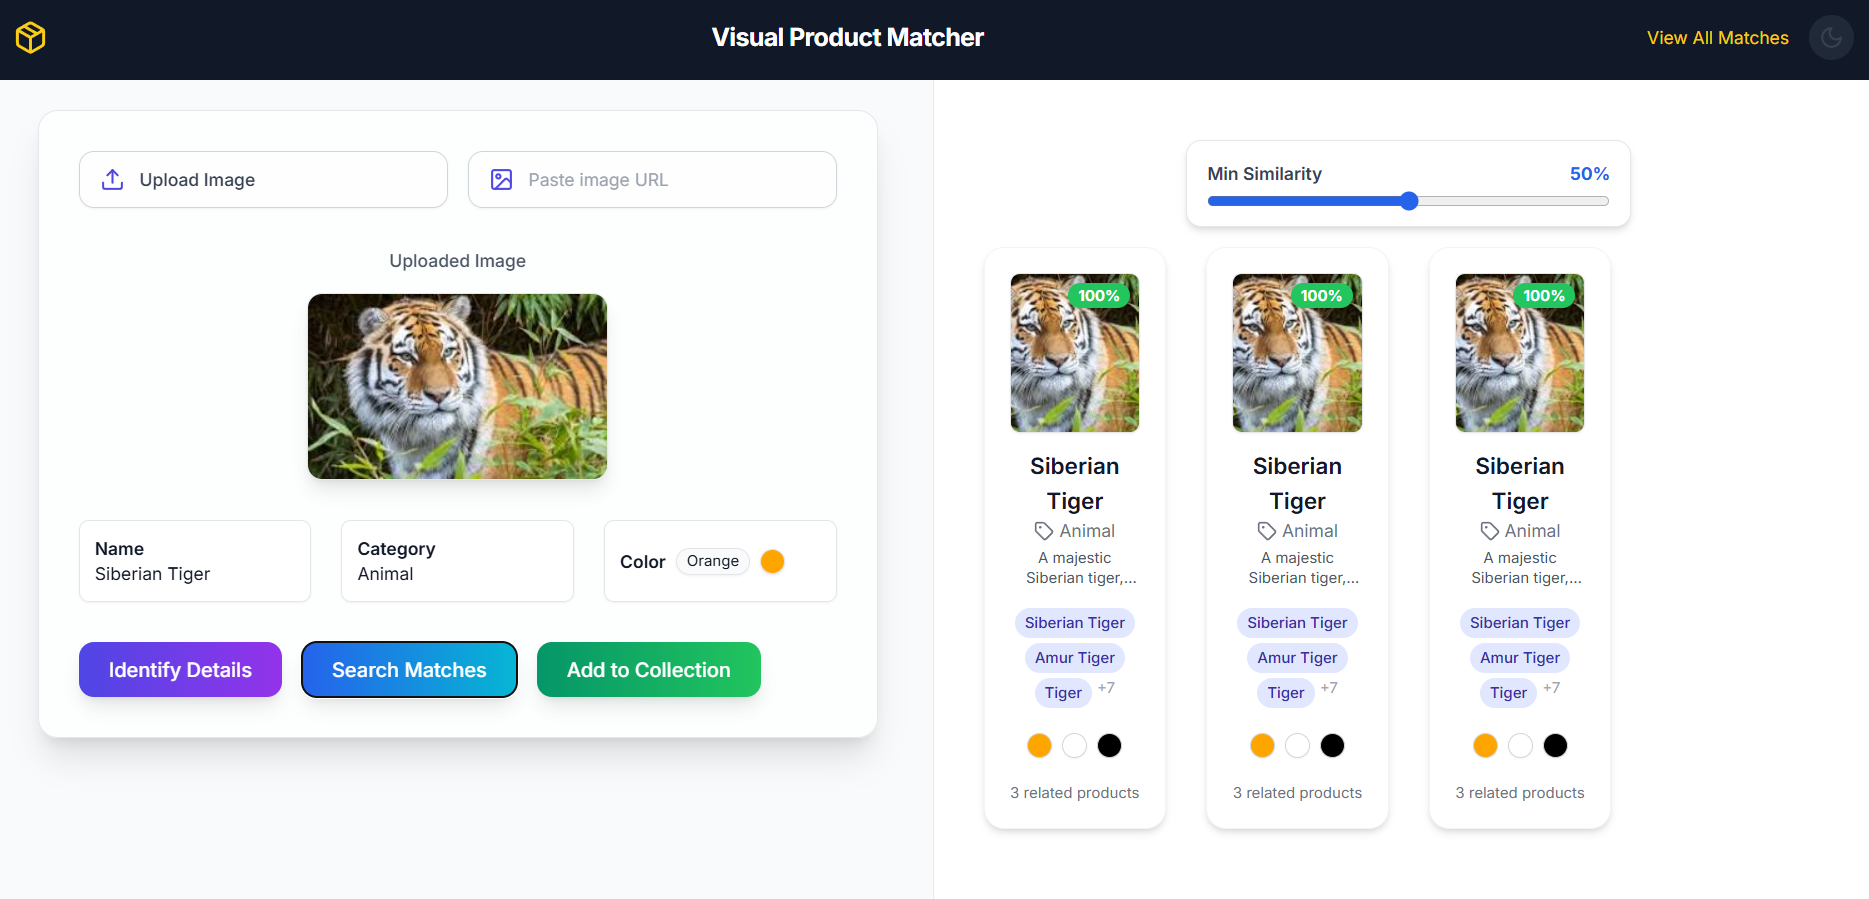 Visual Product Matcher
View All Matches
Upload Image
Paste image URL
Uploaded Image
Name
Siberian Tiger
Category
Animal
Color
Orange
Identify Details
Search Matches
Add to Collection
Min Similarity
50%
100%
Siberian
Tiger
Animal
A majestic
Siberian tiger,...
Siberian Tiger
Amur Tiger
Tiger +7
3 related products
100%
Siberian
Tiger
Animal
A majestic
Siberian tiger,...
Siberian Tiger
Amur Tiger
Tiger +7
3 related products
100%
Siberian
Tiger
Animal
A majestic
Siberian tiger,...
Siberian Tiger
Amur Tiger
Tiger +7
3 related products